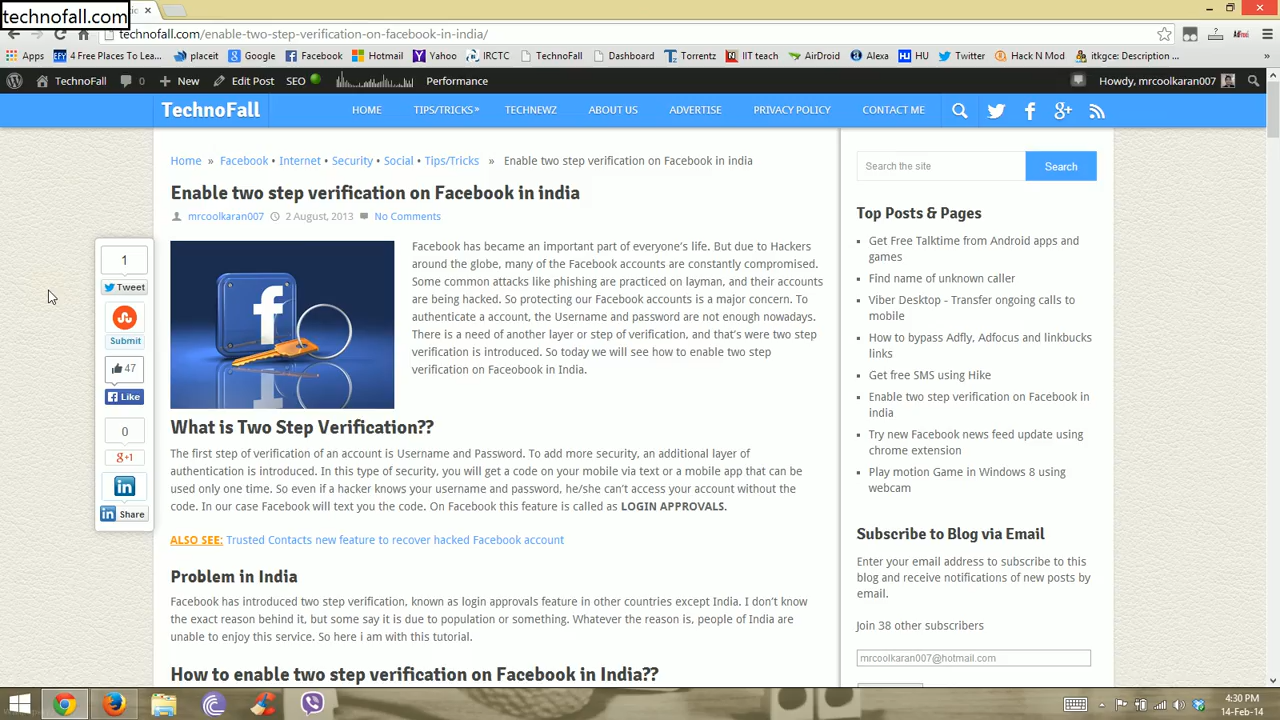 technofall.com
technofall.com/enable-two-step-verification-on-facebook-in-india/
Apps 4 Free Places To Lea... placeit Google Facebook Hotmail Yahoo IRCTC TechnoFall Dashboard Torrentz IIT teach AirDroid Alexa HU Twitter Hack N Mod itkgce: Description ... »
TechnoFall 0 New Edit Post SEO Performance Howdy, mrcoolkaran007
TechnoFall HOME TIPS/TRICKS» TECHNEWZ ABOUT US ADVERTISE PRIVACY POLICY CONTACT ME
Home » Facebook • Internet • Security • Social • Tips/Tricks » Enable two step verification on Facebook in india
Enable two step verification on Facebook in india
mrcoolkaran007 2 August, 2013 No Comments
Facebook has became an important part of everyone's life. But due to Hackers
around the globe, many of the Facebook accounts are constantly compromised.
Some common attacks like phishing are practiced on layman, and their accounts
are being hacked. So protecting our Facebook accounts is a major concern. To
authenticate a account, the Username and password are not enough nowadays.
There is a need of another layer or step of verification, and that's were two step
verification is introduced. So today we will see how to enable two step
verification on Faceobook in India.
What is Two Step Verification??
The first step of verification of an account is Username and Password. To add more security, an additional layer of
authentication is introduced. In this type of security, you will get a code on your mobile via text or a mobile app that can be
used only one time. So even if a hacker knows your username and password, he/she can't access your account without the
code. In our case Facebook will text you the code. On Facebook this feature is called as LOGIN APPROVALS.
ALSO SEE: Trusted Contacts new feature to recover hacked Facebook account
Problem in India
Facebook has introduced two step verification, known as login approvals feature in other countries except India. I don't know
the exact reason behind it, but some say it is due to population or something. Whatever the reason is, people of India are
unable to enjoy this service. So here i am with this tutorial.
How to enable two step verification on Facebook in India??
1
Tweet
Submit
47
Like
0
g+1
in
in Share
Search the site
Search
Top Posts & Pages
Get Free Talktime from Android apps and
games
Find name of unknown caller
Viber Desktop - Transfer ongoing calls to
mobile
How to bypass Adfly, Adfocus and linkbucks
links
Get free SMS using Hike
Enable two step verification on Facebook in
india
Try new Facebook news feed update using
chrome extension
Play motion Game in Windows 8 using
webcam
Subscribe to Blog via Email
Enter your email address to subscribe to this
blog and receive notifications of new posts by
email.
Join 38 other subscribers
mrcoolkaran007@hotmail.com
4:30 PM
14-Feb-14